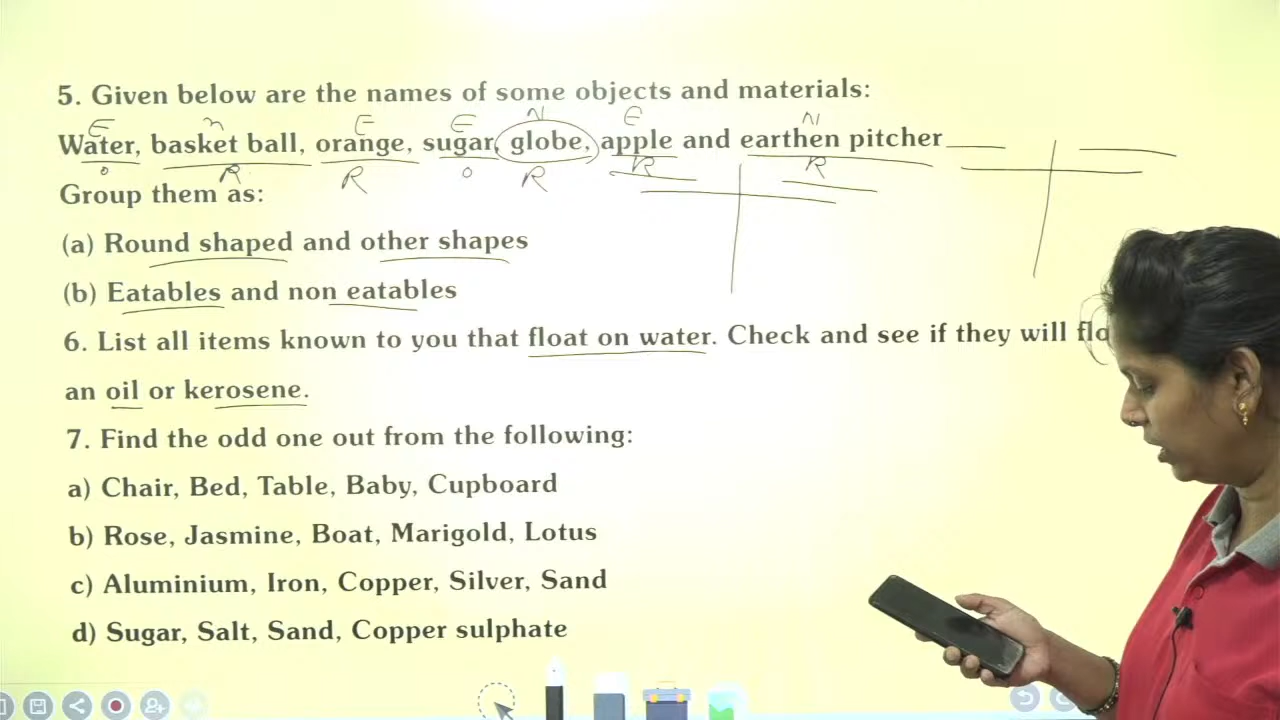 5. Given below are the names of some objects and materials:
E n E E N E N
Water, basket ball, orange, sugar, globe, apple and earthen pitcher
o R R o R R R
Group them as:
(a) Round shaped and other shapes
(b) Eatables and non eatables
6. List all items known to you that float on water. Check and see if they will flo
an oil or kerosene.
7. Find the odd one out from the following:
a) Chair, Bed, Table, Baby, Cupboard
b) Rose, Jasmine, Boat, Marigold, Lotus
c) Aluminium, Iron, Copper, Silver, Sand
d) Sugar, Salt, Sand, Copper sulphate